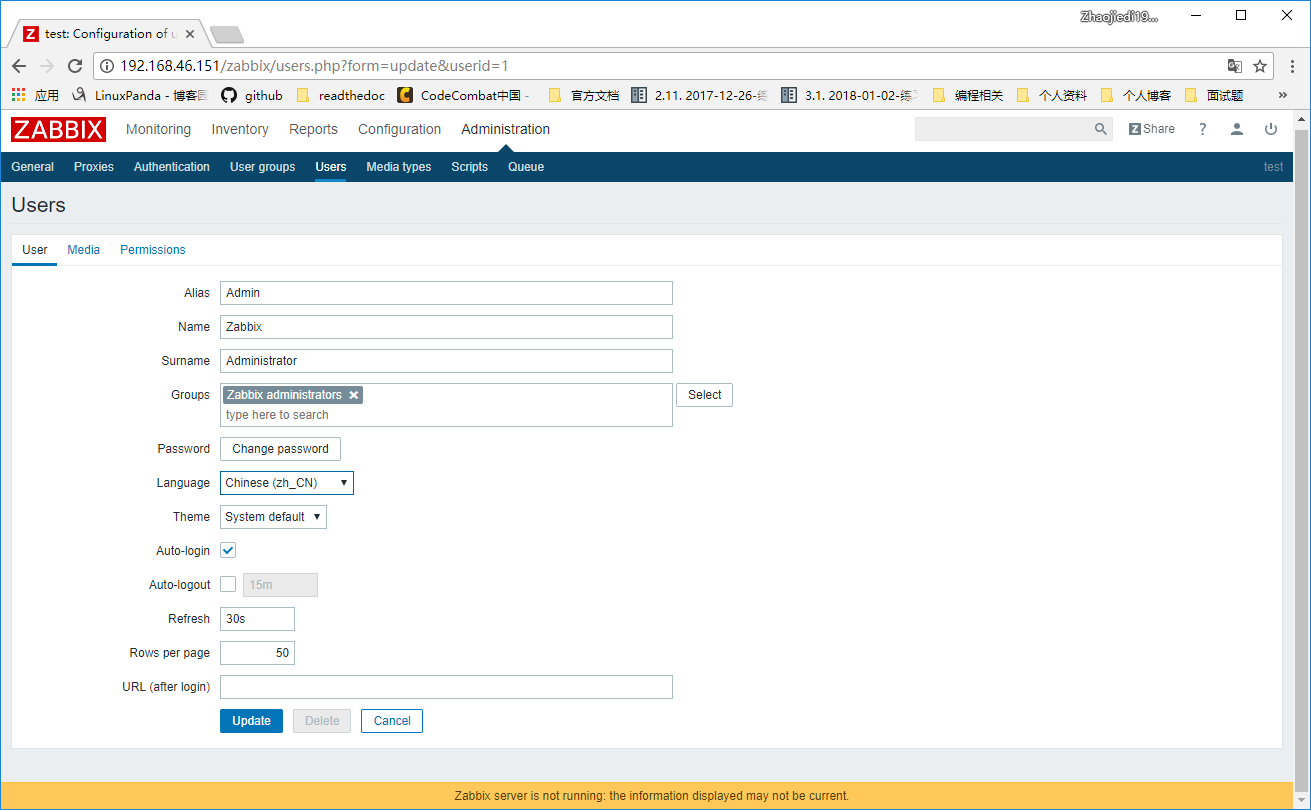 Zhaojiedi19...
Z test: Configuration of u
192.168.46.151/zabbix/users.php?form=update&userid=1
应用 LinuxPanda - 博客园 github readthedoc CodeCombat中国 - 官方文档 2.11. 2017-12-26-练 3.1. 2018-01-02-练习 编程相关 个人资料 个人博客 面试题 »
ZABBIX Monitoring Inventory Reports Configuration Administration Z Share ?
General Proxies Authentication User groups Users Media types Scripts Queue test
Users
User Media Permissions
Alias Admin
Name Zabbix
Surname Administrator
Groups Zabbix administrators Select
type here to search
Password Change password
Language Chinese (zh_CN)
Theme System default
Auto-login
Auto-logout 15m
Refresh 30s
Rows per page 50
URL (after login)
Update Delete Cancel
Zabbix server is not running: the information displayed may not be current.